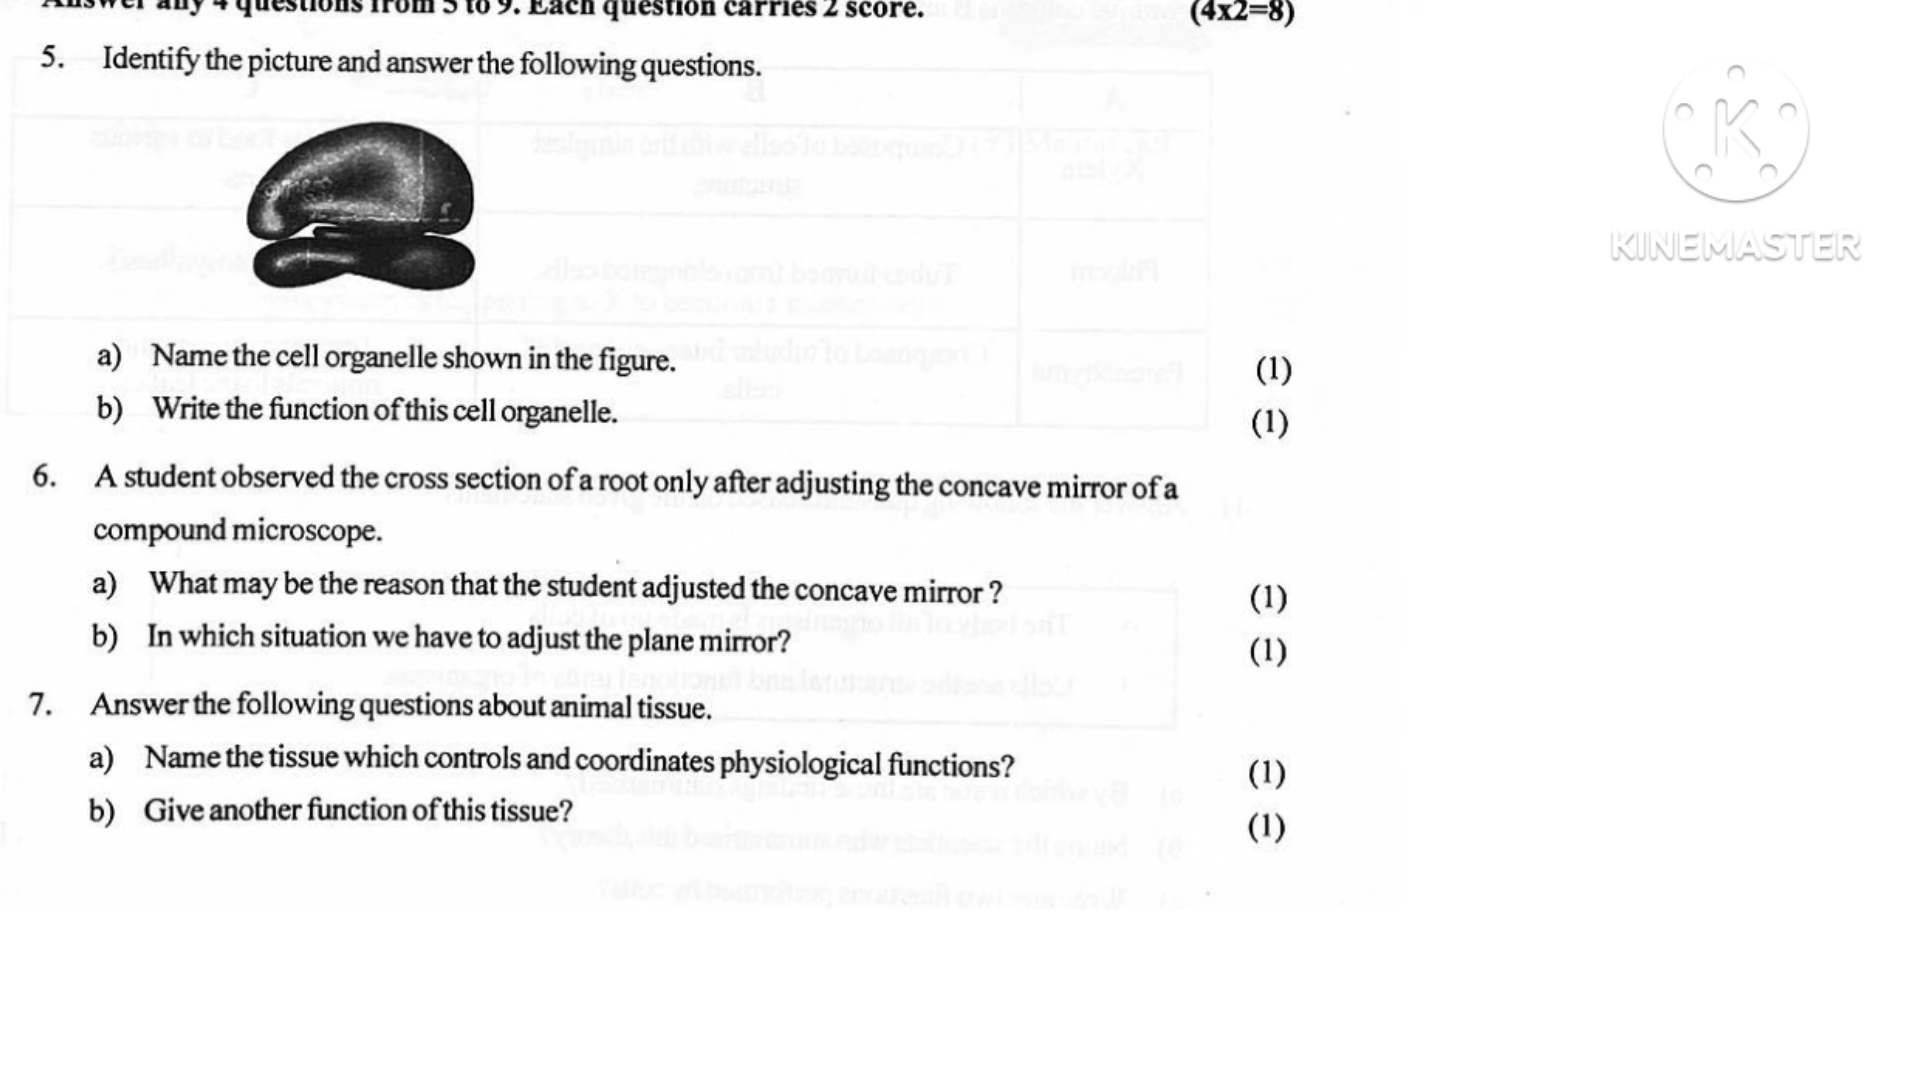 Answer any 4 questions from 5 to 9. Each question carries 2 score. (4x2=8)
5. Identify the picture and answer the following questions.
a) Name the cell organelle shown in the figure. (1)
b) Write the function of this cell organelle. (1)
6. A student observed the cross section of a root only after adjusting the concave mirror of a
compound microscope.
a) What may be the reason that the student adjusted the concave mirror ? (1)
b) In which situation we have to adjust the plane mirror? (1)
7. Answer the following questions about animal tissue.
a) Name the tissue which controls and coordinates physiological functions? (1)
b) Give another function of this tissue? (1)
K
KINEMASTER